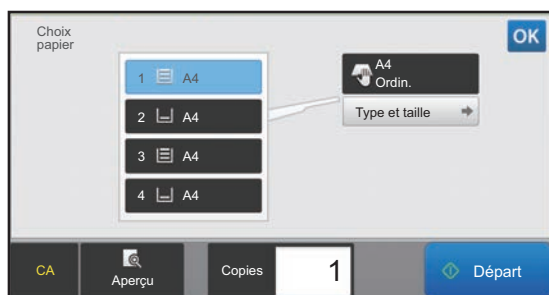 Choix
papier
OK
1 A4
2 A4
3 A4
4 A4
A4
Ordin.
Type et taille
CA
Aperçu
Copies
1
Départ